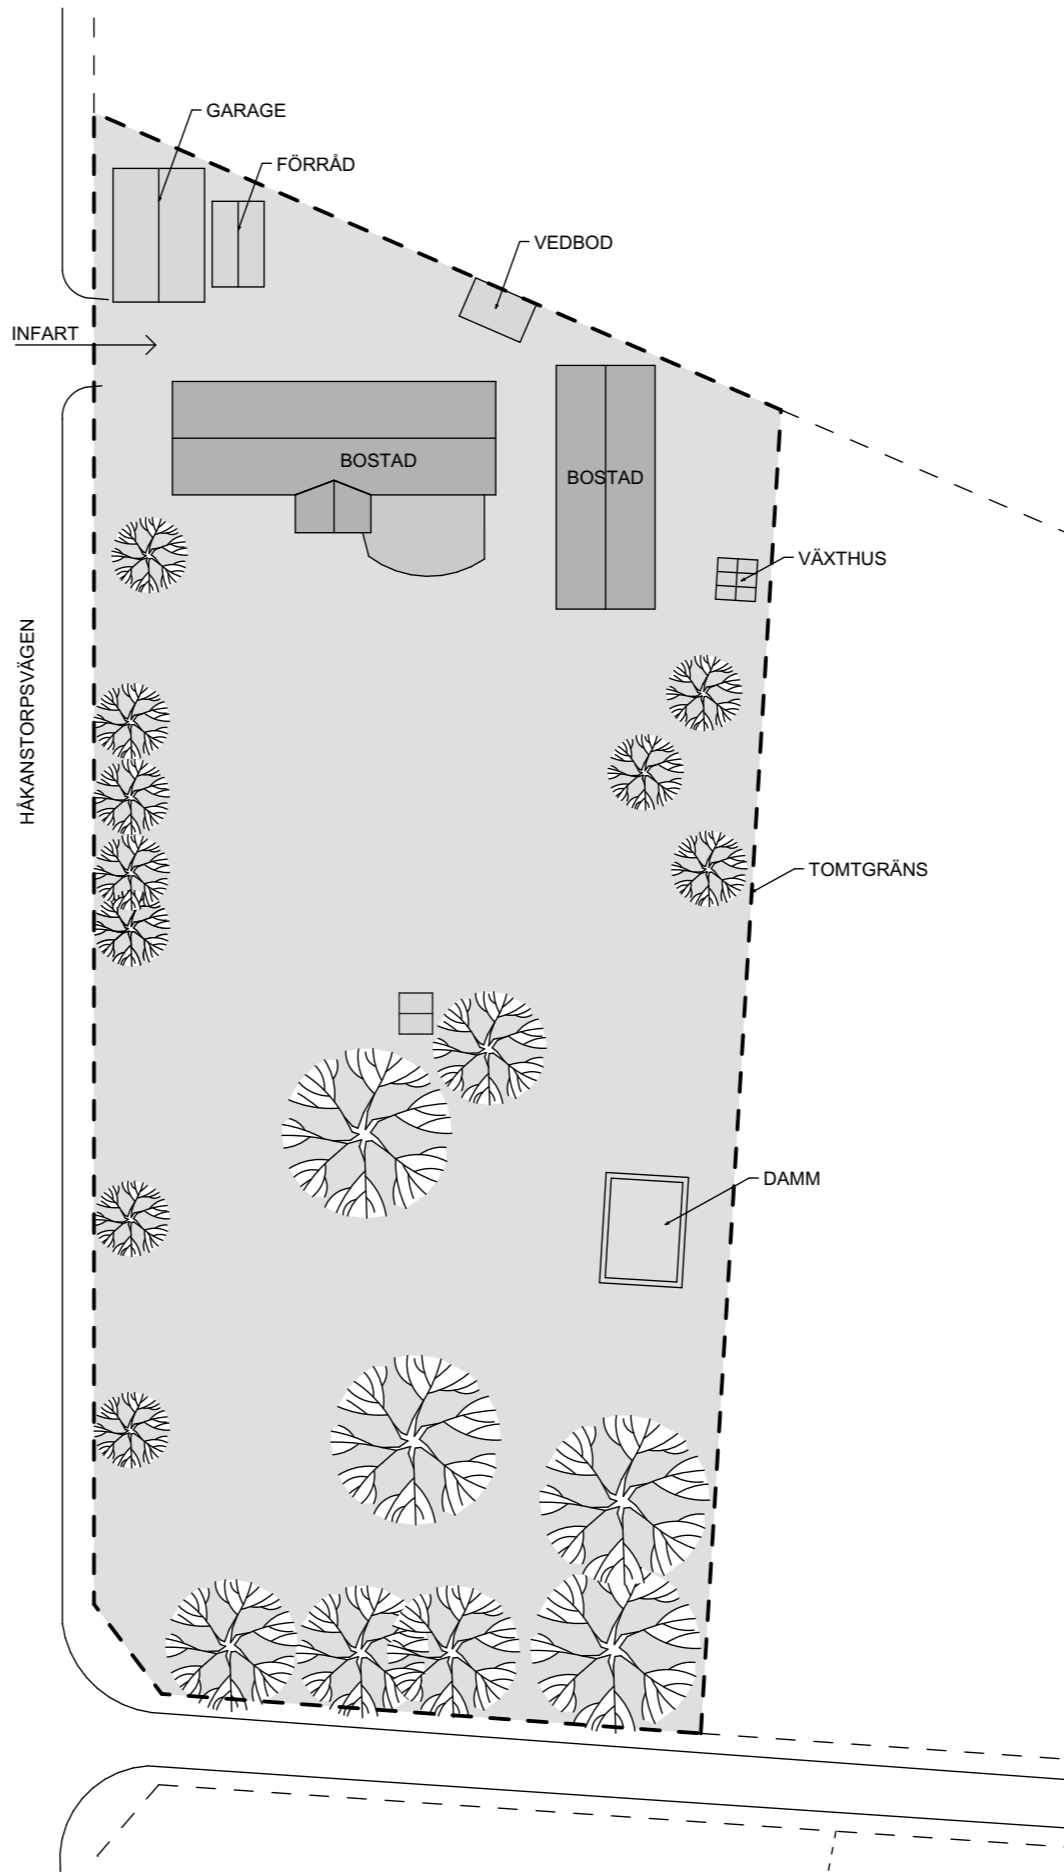 GARAGE
FÖRRÅD
VEDBOD
INFART
BOSTAD
BOSTAD
VÄXTHUS
HÅKANSTORPSVÄGEN
TOMTGRÄNS
DAMM